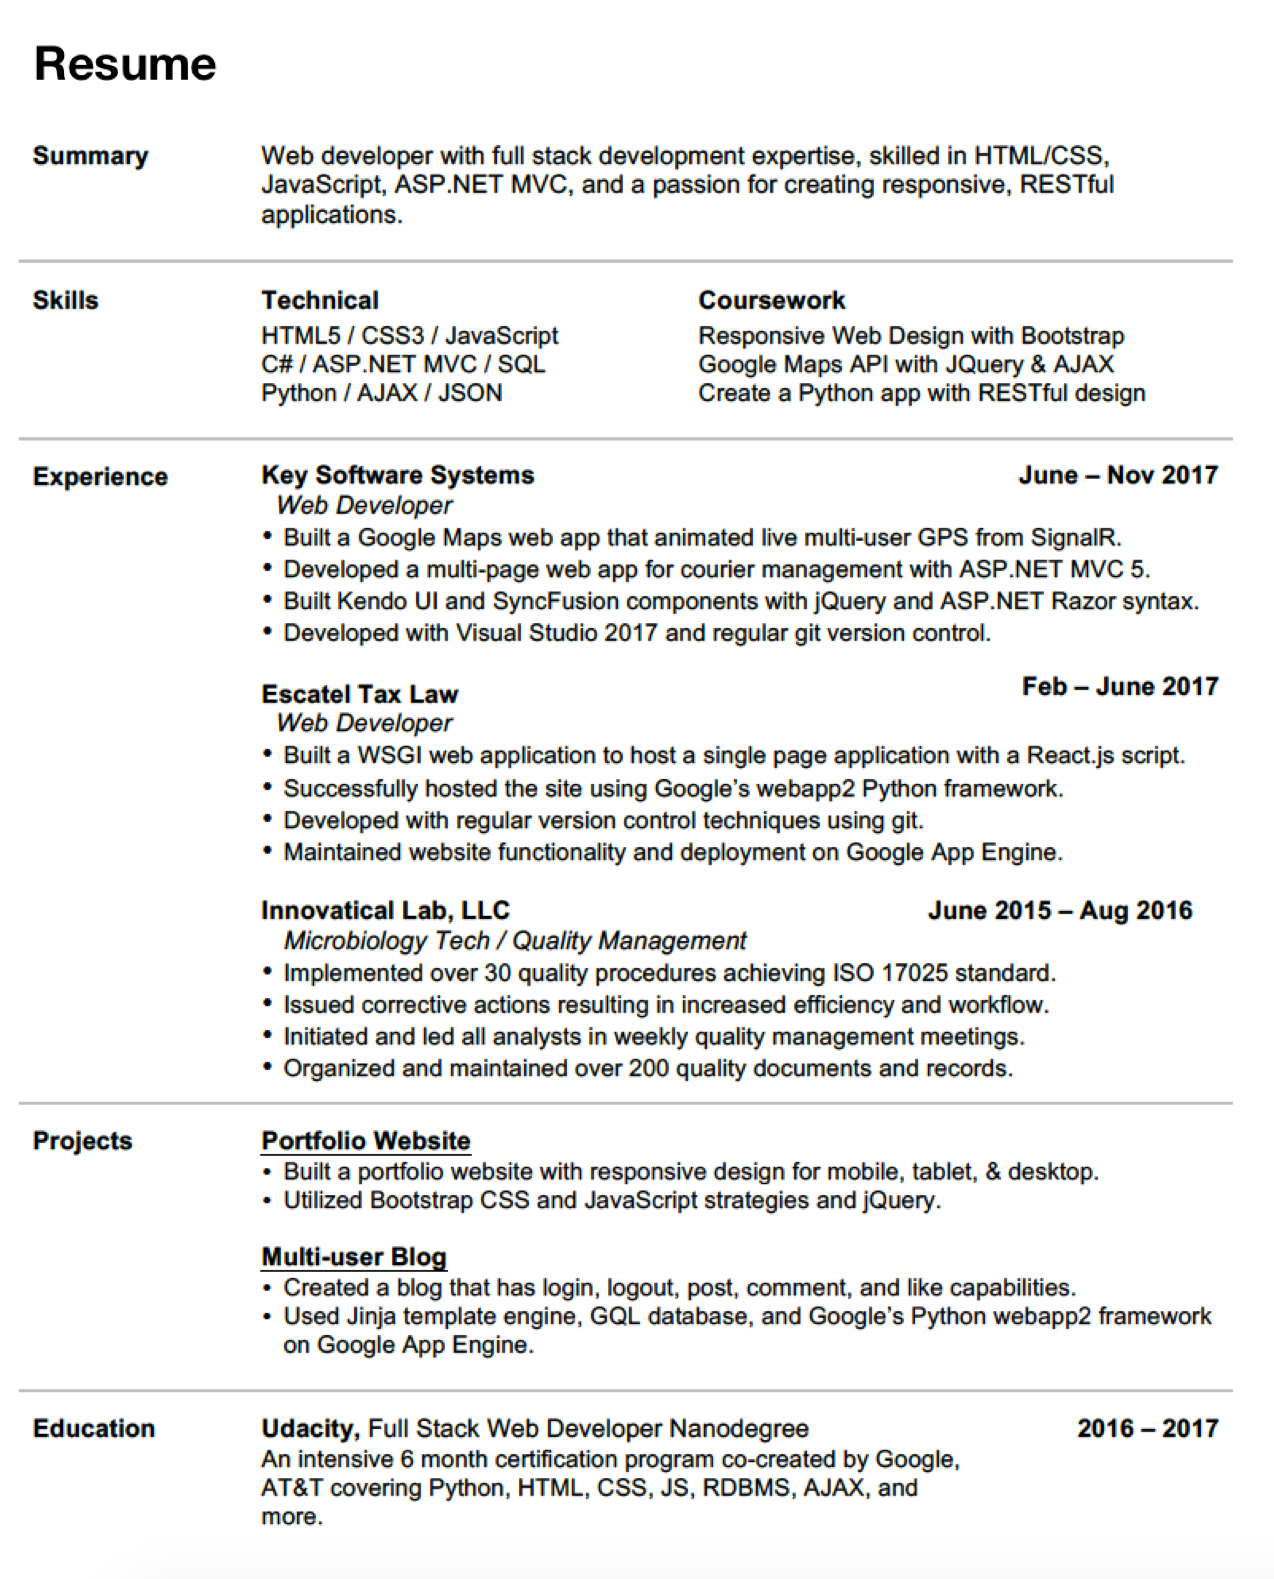 Resume
Summary
Web developer with full stack development expertise, skilled in HTML/CSS,
JavaScript, ASP.NET MVC, and a passion for creating responsive, RESTful
applications.
Skills
Technical
HTML5 / CSS3 / JavaScript
C# / ASP.NET MVC / SQL
Python / AJAX / JSON
Coursework
Responsive Web Design with Bootstrap
Google Maps API with JQuery & AJAX
Create a Python app with RESTful design
Experience
Key Software Systems June – Nov 2017
Web Developer
• Built a Google Maps web app that animated live multi-user GPS from SignalR.
• Developed a multi-page web app for courier management with ASP.NET MVC 5.
• Built Kendo UI and SyncFusion components with jQuery and ASP.NET Razor syntax.
• Developed with Visual Studio 2017 and regular git version control.
Escatel Tax Law Feb – June 2017
Web Developer
• Built a WSGI web application to host a single page application with a React.js script.
• Successfully hosted the site using Google’s webapp2 Python framework.
• Developed with regular version control techniques using git.
• Maintained website functionality and deployment on Google App Engine.
Innovatical Lab, LLC June 2015 – Aug 2016
Microbiology Tech / Quality Management
• Implemented over 30 quality procedures achieving ISO 17025 standard.
• Issued corrective actions resulting in increased efficiency and workflow.
• Initiated and led all analysts in weekly quality management meetings.
• Organized and maintained over 200 quality documents and records.
Projects
Portfolio Website
• Built a portfolio website with responsive design for mobile, tablet, & desktop.
• Utilized Bootstrap CSS and JavaScript strategies and jQuery.
Multi-user Blog
• Created a blog that has login, logout, post, comment, and like capabilities.
• Used Jinja template engine, GQL database, and Google’s Python webapp2 framework
on Google App Engine.
Education
Udacity, Full Stack Web Developer Nanodegree 2016 – 2017
An intensive 6 month certification program co-created by Google,
AT&T covering Python, HTML, CSS, JS, RDBMS, AJAX, and
more.